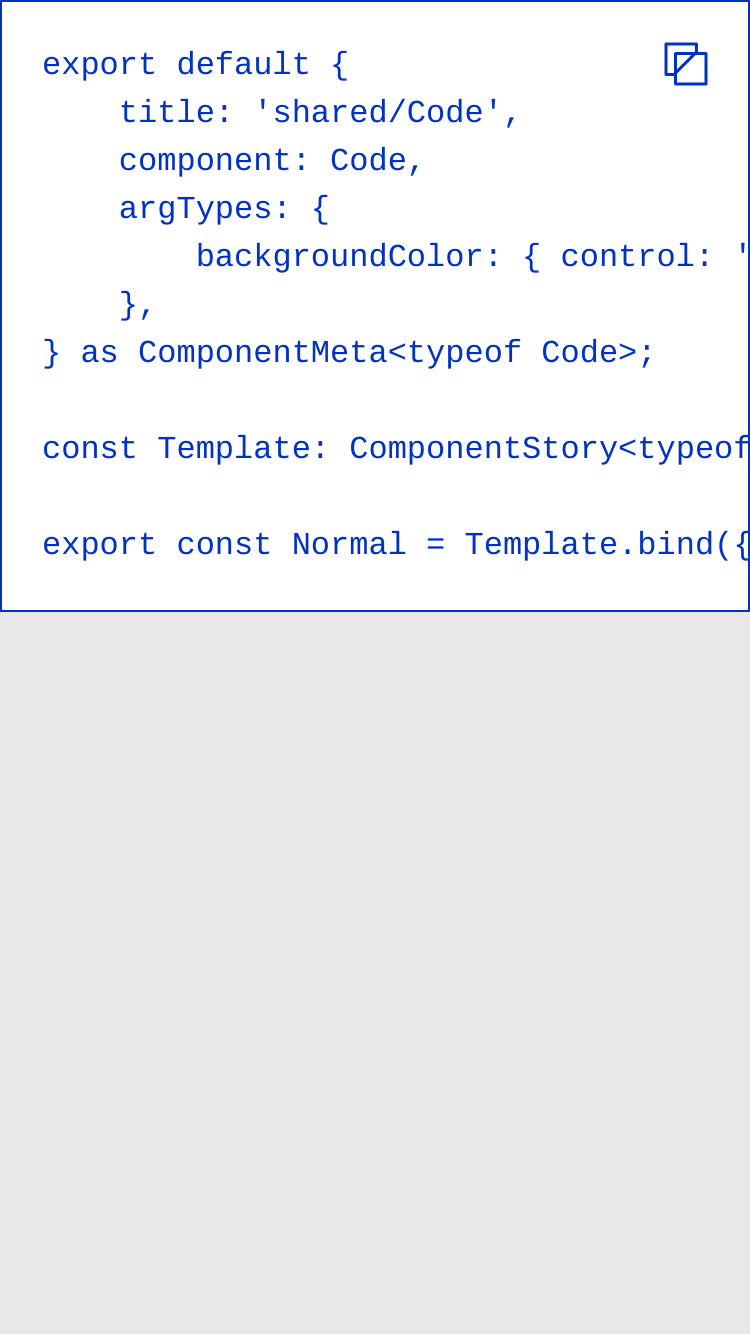 export default {
    title: 'shared/Code',
    component: Code,
    argTypes: {
        backgroundColor: { control: '
    },
} as ComponentMeta<typeof Code>;

const Template: ComponentStory<typeof

export const Normal = Template.bind({